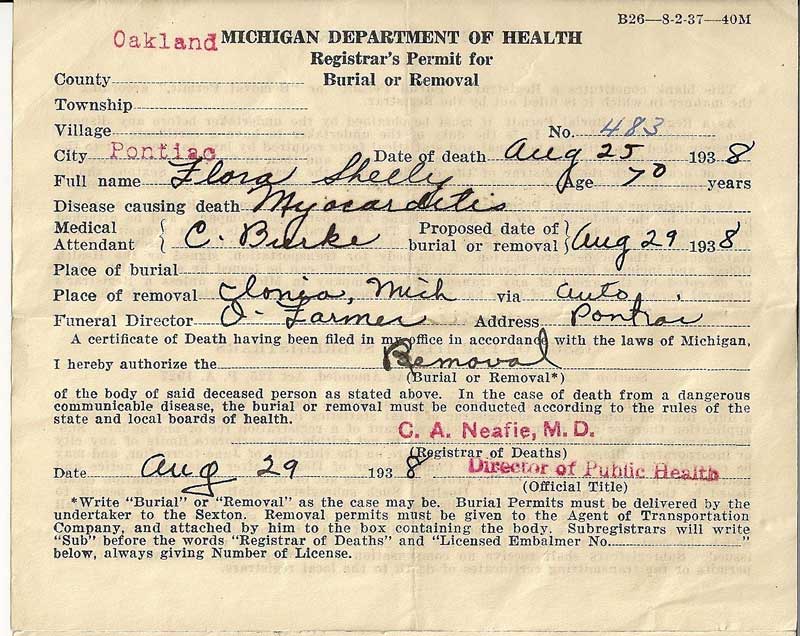 B26—8-2-37—40M
Oakland MICHIGAN DEPARTMENT OF HEALTH
Registrar's Permit for
County Burial or Removal
Township
Village No. 483
City Pontiac Date of death Aug 25 1938
Full name Flora Sheely Age 70 years
Disease causing death Myocarditis
Medical Attendant { C. Burke Proposed date of burial or removal } Aug 29 1938
Place of burial
Place of removal Ionia, Mich via auto
Funeral Director O. Farmer Address Pontiac
A certificate of Death having been filed in my office in accordance with the laws of Michigan,
I hereby authorize the Removal
(Burial or Removal*)
of the body of said deceased person as stated above. In the case of death from a dangerous
communicable disease, the burial or removal must be conducted according to the rules of the
state and local boards of health.
C. A. Neafie, M. D.
(Registrar of Deaths)
Date Aug 29 1938 Director of Public Health
(Official Title)
*Write "Burial" or "Removal" as the case may be. Burial Permits must be delivered by the
undertaker to the Sexton. Removal permits must be given to the Agent of Transportation
Company, and attached by him to the box containing the body. Subregistrars will write
"Sub" before the words "Registrar of Deaths" and "Licensed Embalmer No. "
below, always giving Number of License.